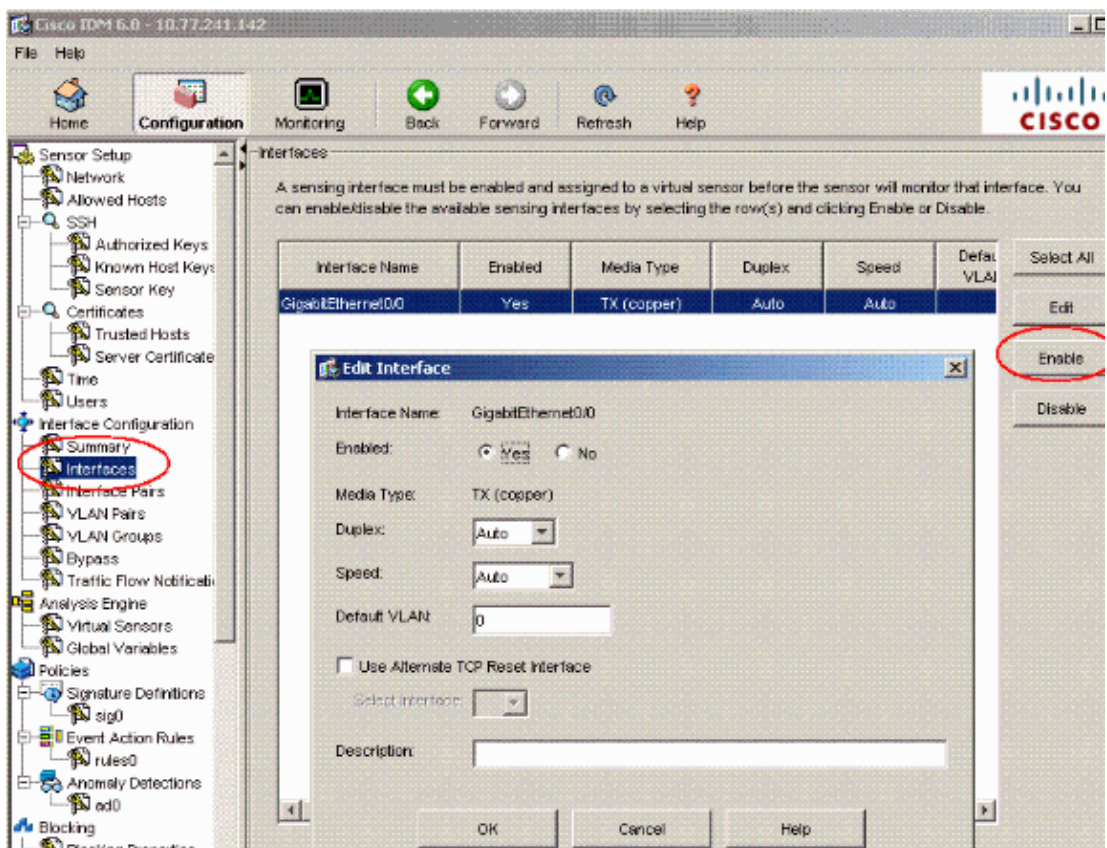 Cisco IDM 6.0 - 10.77.241.142
File Help
Home
Configuration
Monitoring
Back
Forward
Refresh
Help
CISCO
Sensor Setup
Network
Allowed Hosts
SSH
Authorized Keys
Known Host Keys
Sensor Key
Certificates
Trusted Hosts
Server Certificate
Time
Users
Interface Configuration
Summary
Interfaces
Interface Pairs
VLAN Pairs
VLAN Groups
Bypass
Traffic Flow Notificati
Analysis Engine
Virtual Sensors
Global Variables
Policies
Signature Definitions
sig0
Event Action Rules
rules0
Anomaly Detections
ad0
Blocking
Interfaces
A sensing interface must be enabled and assigned to a virtual sensor before the sensor will monitor that interface. You
can enable/disable the available sensing interfaces by selecting the row(s) and clicking Enable or Disable.
Interface Name Enabled Media Type Duplex Speed Defau VLAN
GigabitEthernet0/0 Yes TX (copper) Auto Auto
Select All
Edit
Enable
Disable
Edit Interface
Interface Name: GigabitEthernet0/0
Enabled: Yes No
Media Type: TX (copper)
Duplex: Auto
Speed: Auto
Default VLAN: 0
Use Alternate TCP Reset Interface
Select Interface:
Description:
OK Cancel Help